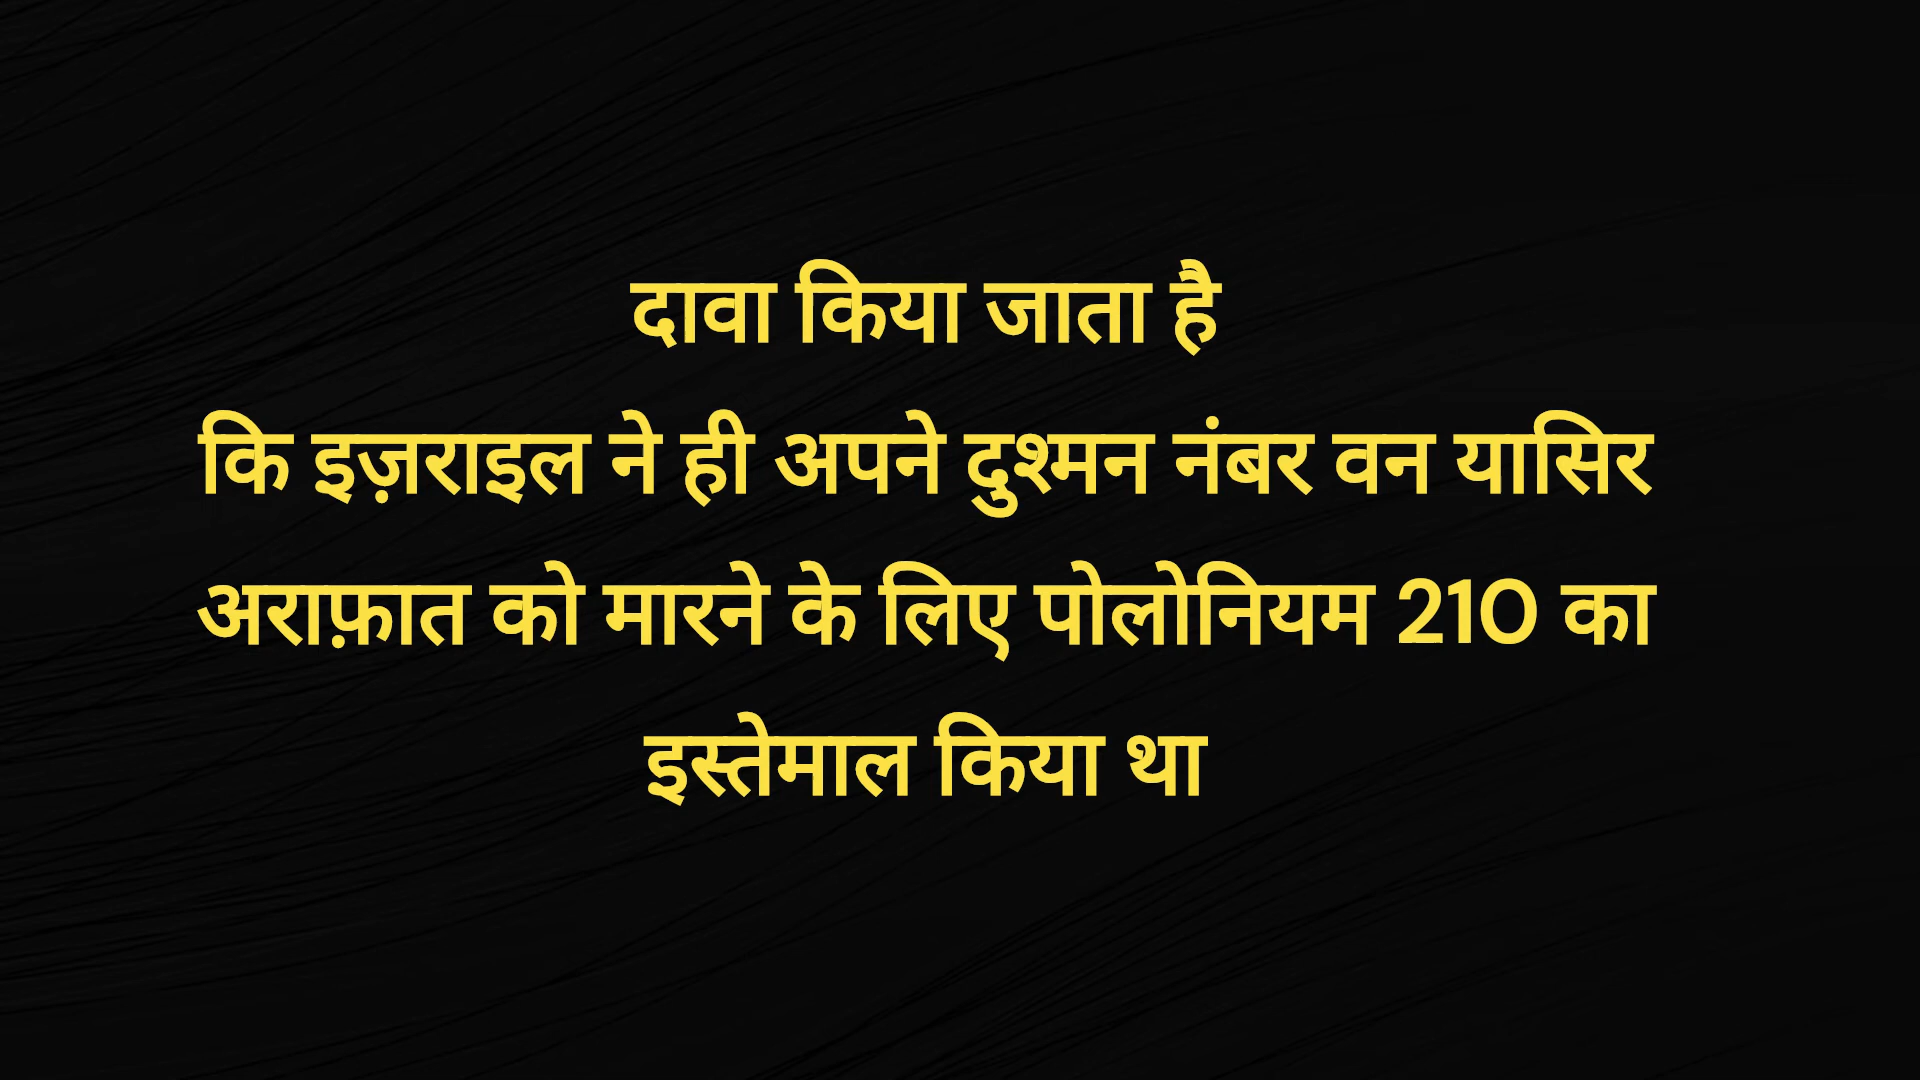 दावा किया जाता है
कि इज़राइल ने ही अपने दुश्मन नंबर वन यासिर
अराफ़ात को मारने के लिए पोलोनियम 210 का
इस्तेमाल किया था